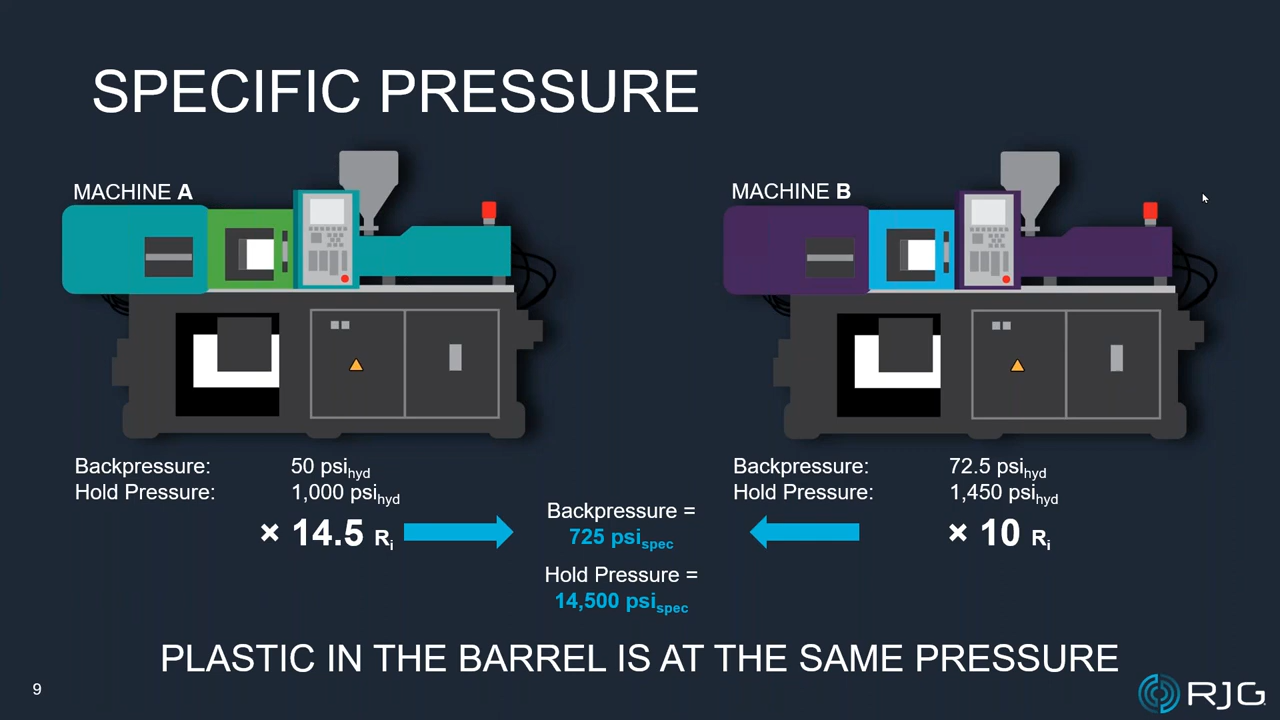 SPECIFIC PRESSURE
MACHINE A
MACHINE B
Backpressure: 50 psihyd
Hold Pressure: 1,000 psihyd
× 14.5 Ri
Backpressure: 72.5 psihyd
Hold Pressure: 1,450 psihyd
× 10 Ri
Backpressure =
725 psispec
Hold Pressure =
14,500 psispec
PLASTIC IN THE BARREL IS AT THE SAME PRESSURE
9
RJG